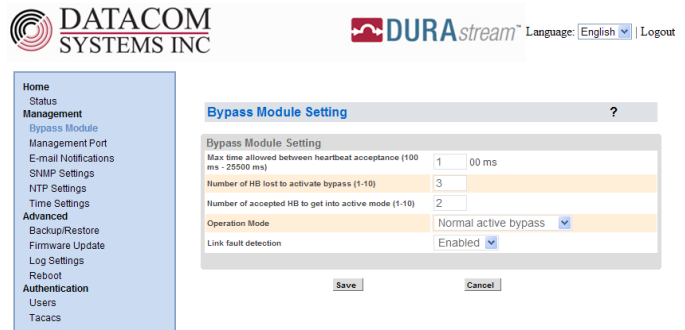 DATACOM
SYSTEMS INC
DURAstream™
Language: English | Logout
Home
Status
Management
Bypass Module
Management Port
E-mail Notifications
SNMP Settings
NTP Settings
Time Settings
Advanced
Backup/Restore
Firmware Update
Log Settings
Reboot
Authentication
Users
Tacacs
Bypass Module Setting ?
Bypass Module Setting
Max time allowed between heartbeat acceptance (100
ms - 25500 ms) 1 00 ms
Number of HB lost to activate bypass (1-10) 3
Number of accepted HB to get into active mode (1-10) 2
Operation Mode Normal active bypass
Link fault detection Enabled
Save Cancel